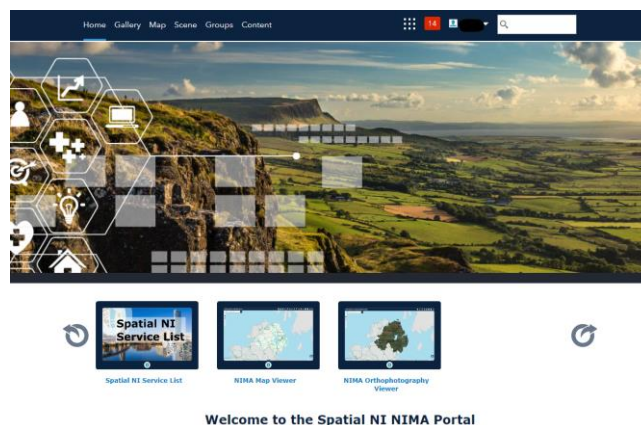 Home Gallery Map Scene Groups Content
14
Spatial NI
Service List
Spatial NI Service List
NIMA Map Viewer
NIMA Orthophotography
Viewer
Welcome to the Spatial NI NIMA Portal